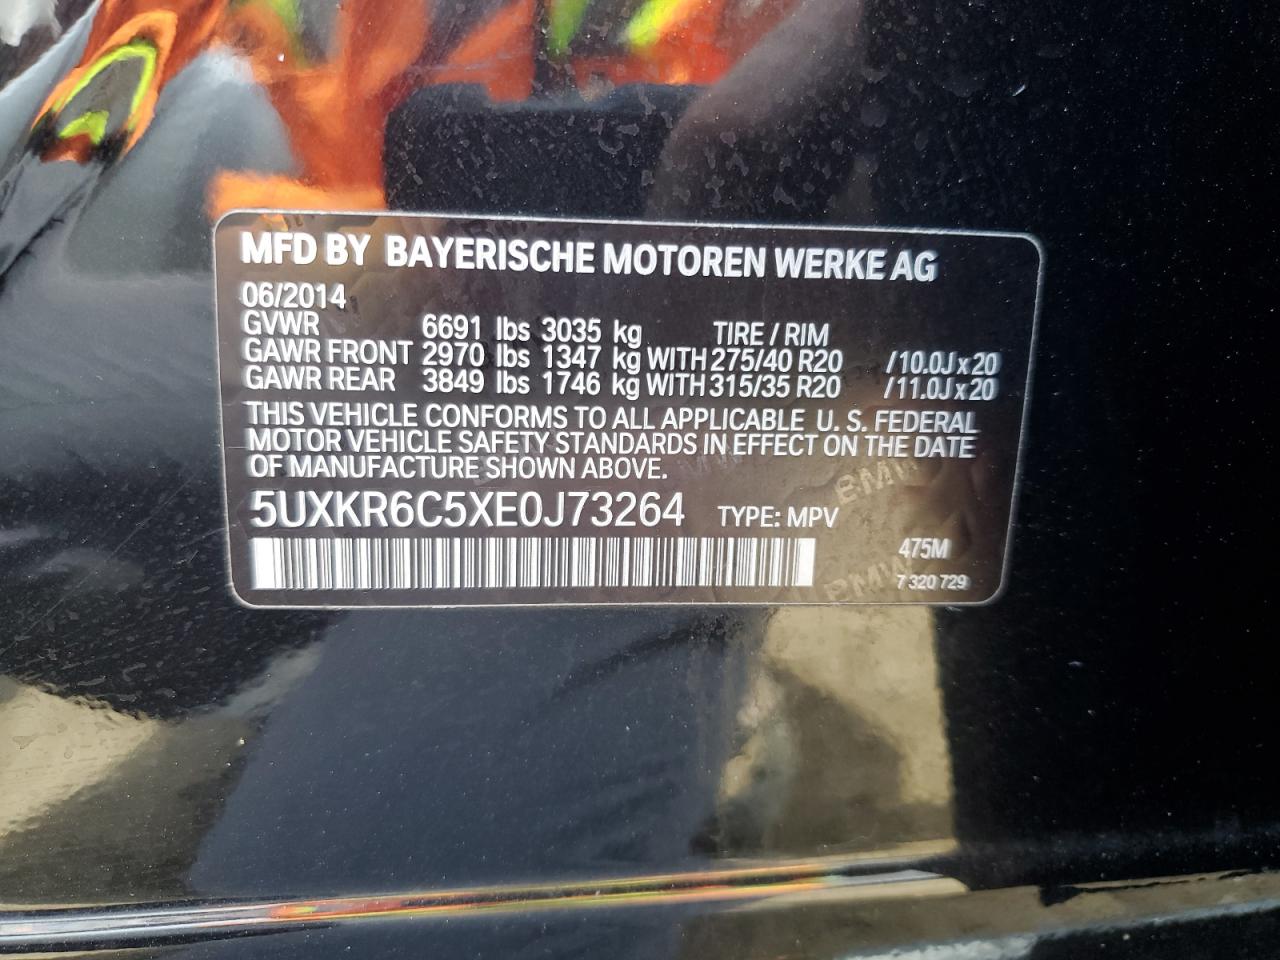 MFD BY BAYERISCHE MOTOREN WERKE AG
06/2014
GVWR 6691 lbs 3035 kg TIRE / RIM
GAWR FRONT 2970 lbs 1347 kg WITH 275/40 R20 /10.0J x 20
GAWR REAR 3849 lbs 1746 kg WITH 315/35 R20 /11.0J x 20
THIS VEHICLE CONFORMS TO ALL APPLICABLE U. S. FEDERAL
MOTOR VEHICLE SAFETY STANDARDS IN EFFECT ON THE DATE
OF MANUFACTURE SHOWN ABOVE.
5UXKR6C5XE0J73264 TYPE: MPV
475M
7 320 729
BMW
BMW